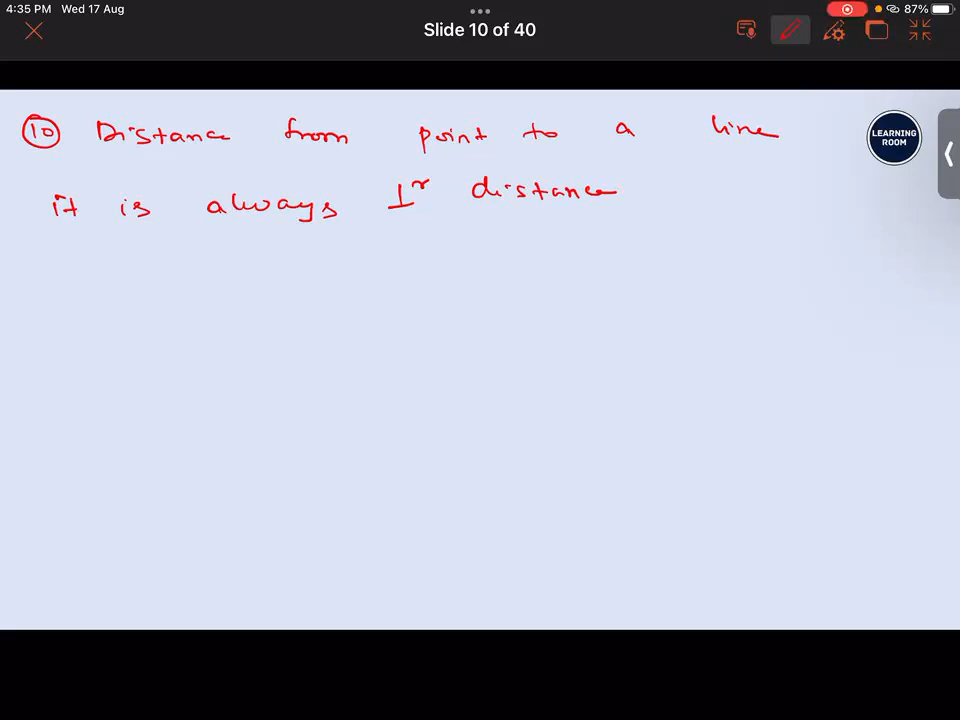 4:35 PM Wed 17 Aug
87%
Slide 10 of 40
10 Distance from point to a line
LEARNING ROOM
it is always ⊥r distance